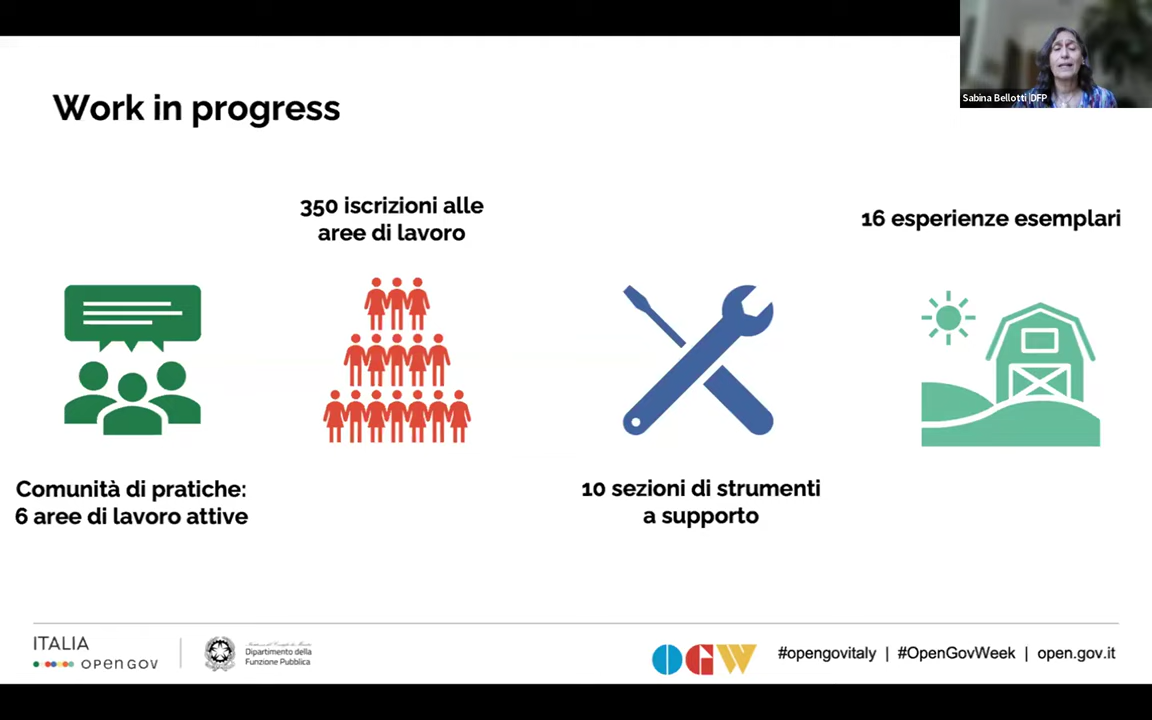 Sabina Bellotti |DFP
Work in progress
350 iscrizioni alle
aree di lavoro
16 esperienze esemplari
Comunità di pratiche:
6 aree di lavoro attive
10 sezioni di strumenti
a supporto
ITALIA
open gov
Dipartimento della
Funzione Pubblica
OGW
#opengovitaly | #OpenGovWeek | open.gov.it